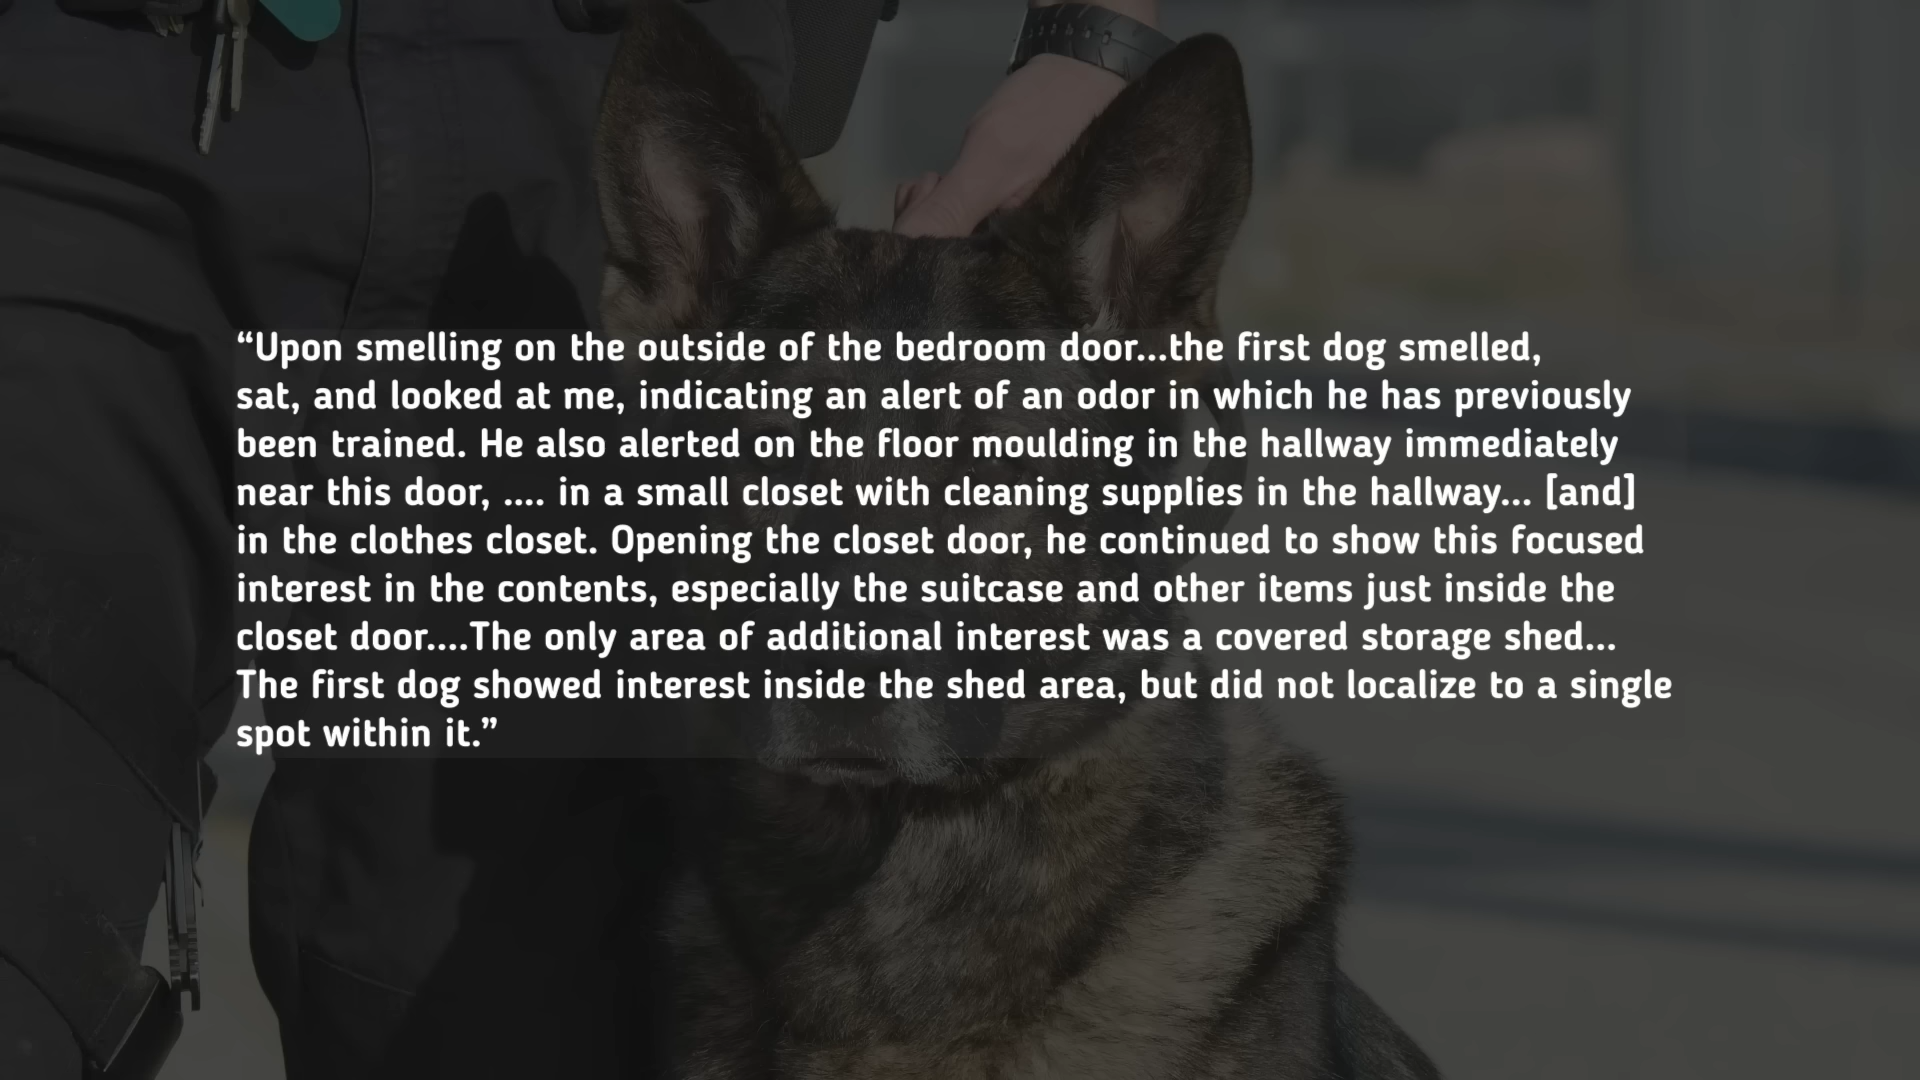 “Upon smelling on the outside of the bedroom door...the first dog smelled,
sat, and looked at me, indicating an alert of an odor in which he has previously
been trained. He also alerted on the floor moulding in the hallway immediately
near this door, .... in a small closet with cleaning supplies in the hallway... [and]
in the clothes closet. Opening the closet door, he continued to show this focused
interest in the contents, especially the suitcase and other items just inside the
closet door....The only area of additional interest was a covered storage shed...
The first dog showed interest inside the shed area, but did not localize to a single
spot within it.”